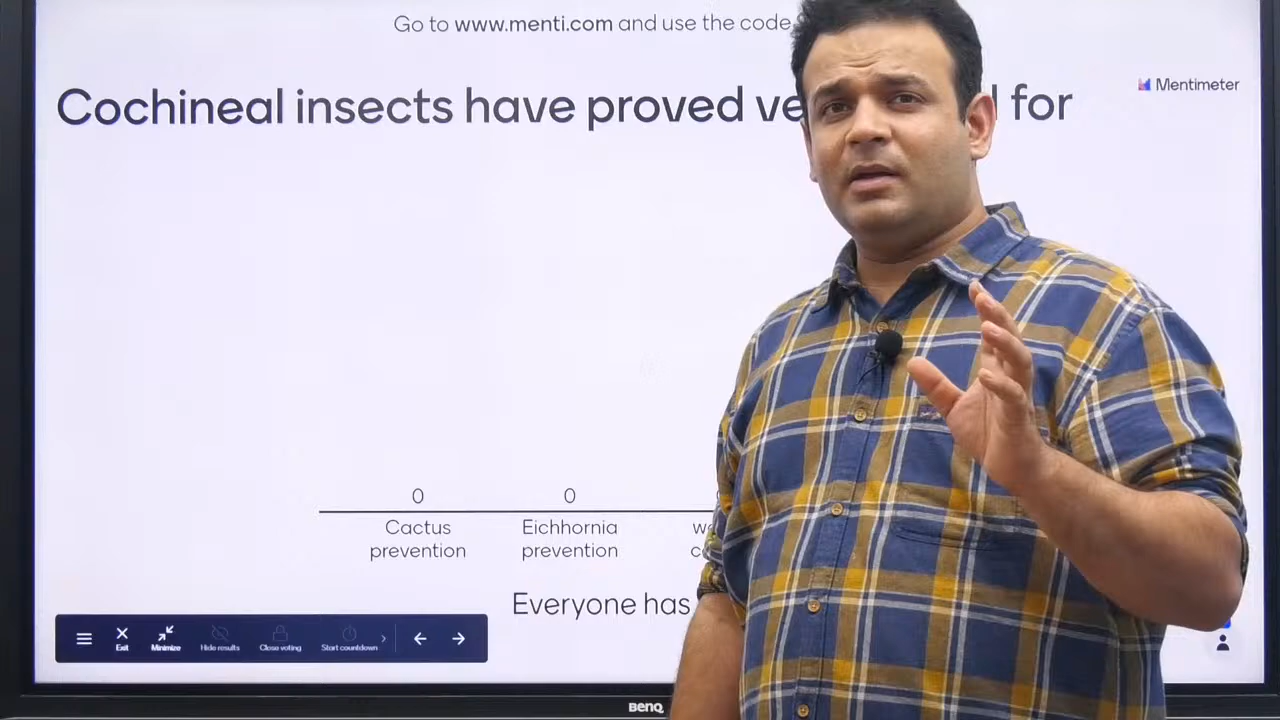 Go to www.menti.com and use the code
Mentimeter
Cochineal insects have proved for
0 0
Cactus prevention
Eichhornia prevention
Everyone has
Exit
Minimize
Hide results
Close voting
Start countdown
BENQ